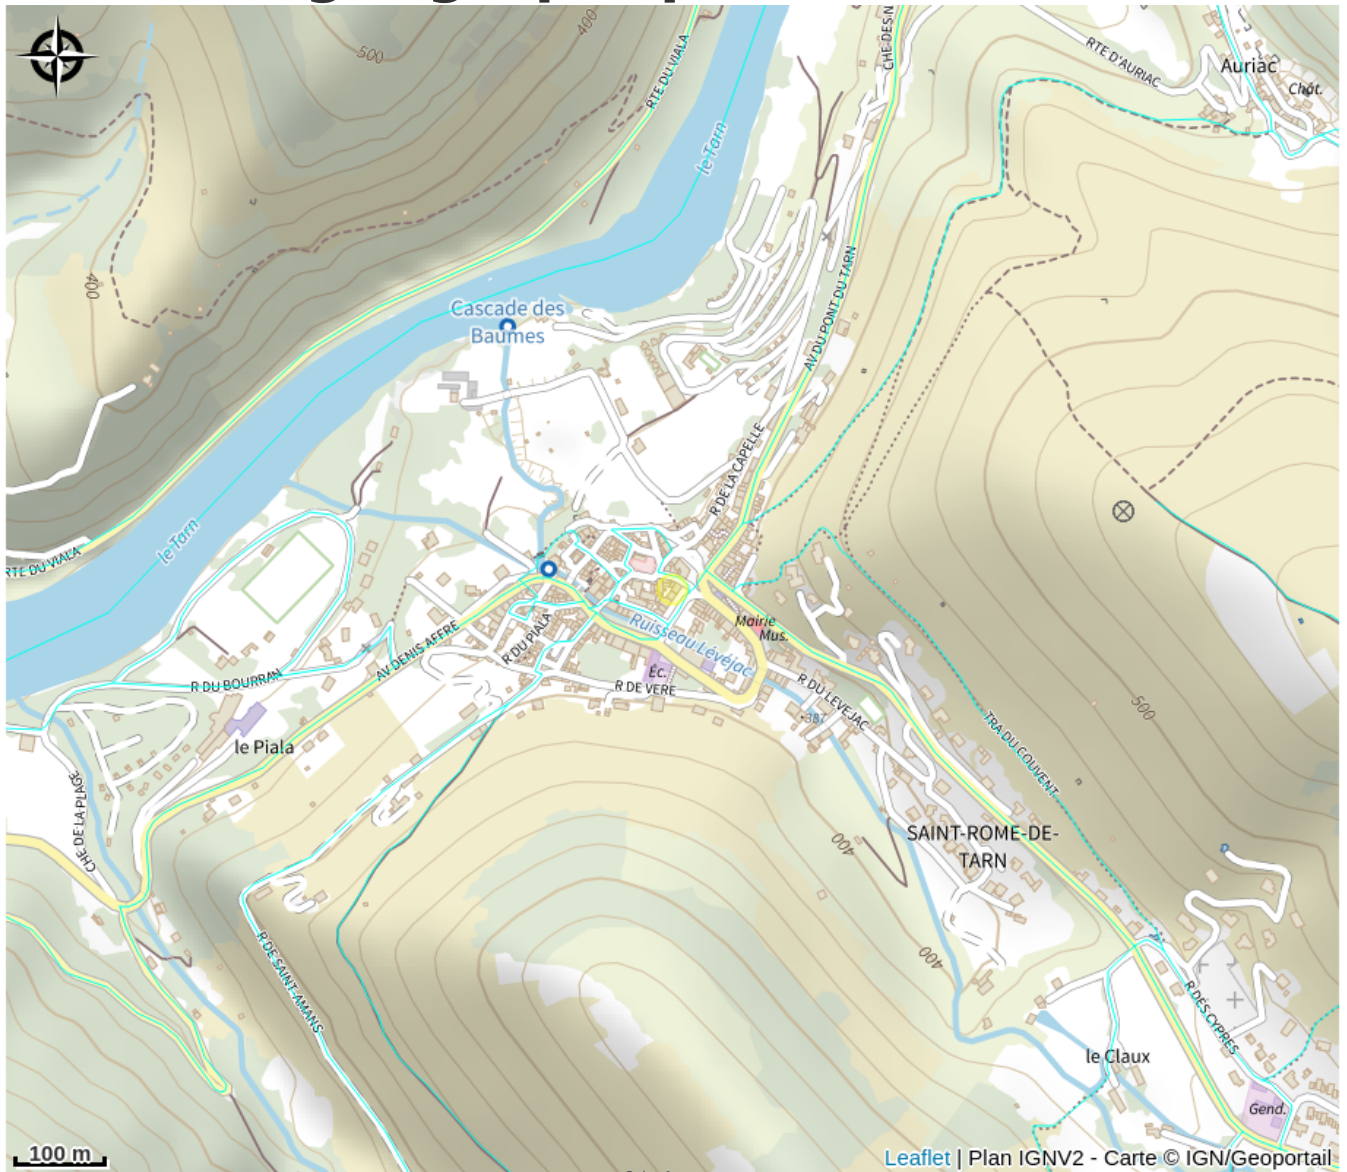 500
400
RTE DU VIALA
CHE DES N
RTE D'AURIAC
Auriac
Chât.
le Tarn
400
AV DU PONT DU TARN
Cascade des
Baumes
R DE LA CAPELLE
le Tarn
RTE DU VIALA
Mairie
Mus.
Ruisseau Lévéjac
R DU PIALA
AV DENIS AFFRE
Éc.
R DE VERE
R DU BOURRAN
R DU LEVEJAC
387
500
TRA DU COUVENT
le Piala
CHE DE LA PLAGE
400
SAINT-ROME-DE-
TARN
400
R DE SAINT-AMANS
R DES CYPRES
le Claux
Gend.
100 m
Leaflet | Plan IGNV2 - Carte © IGN/Geoportail